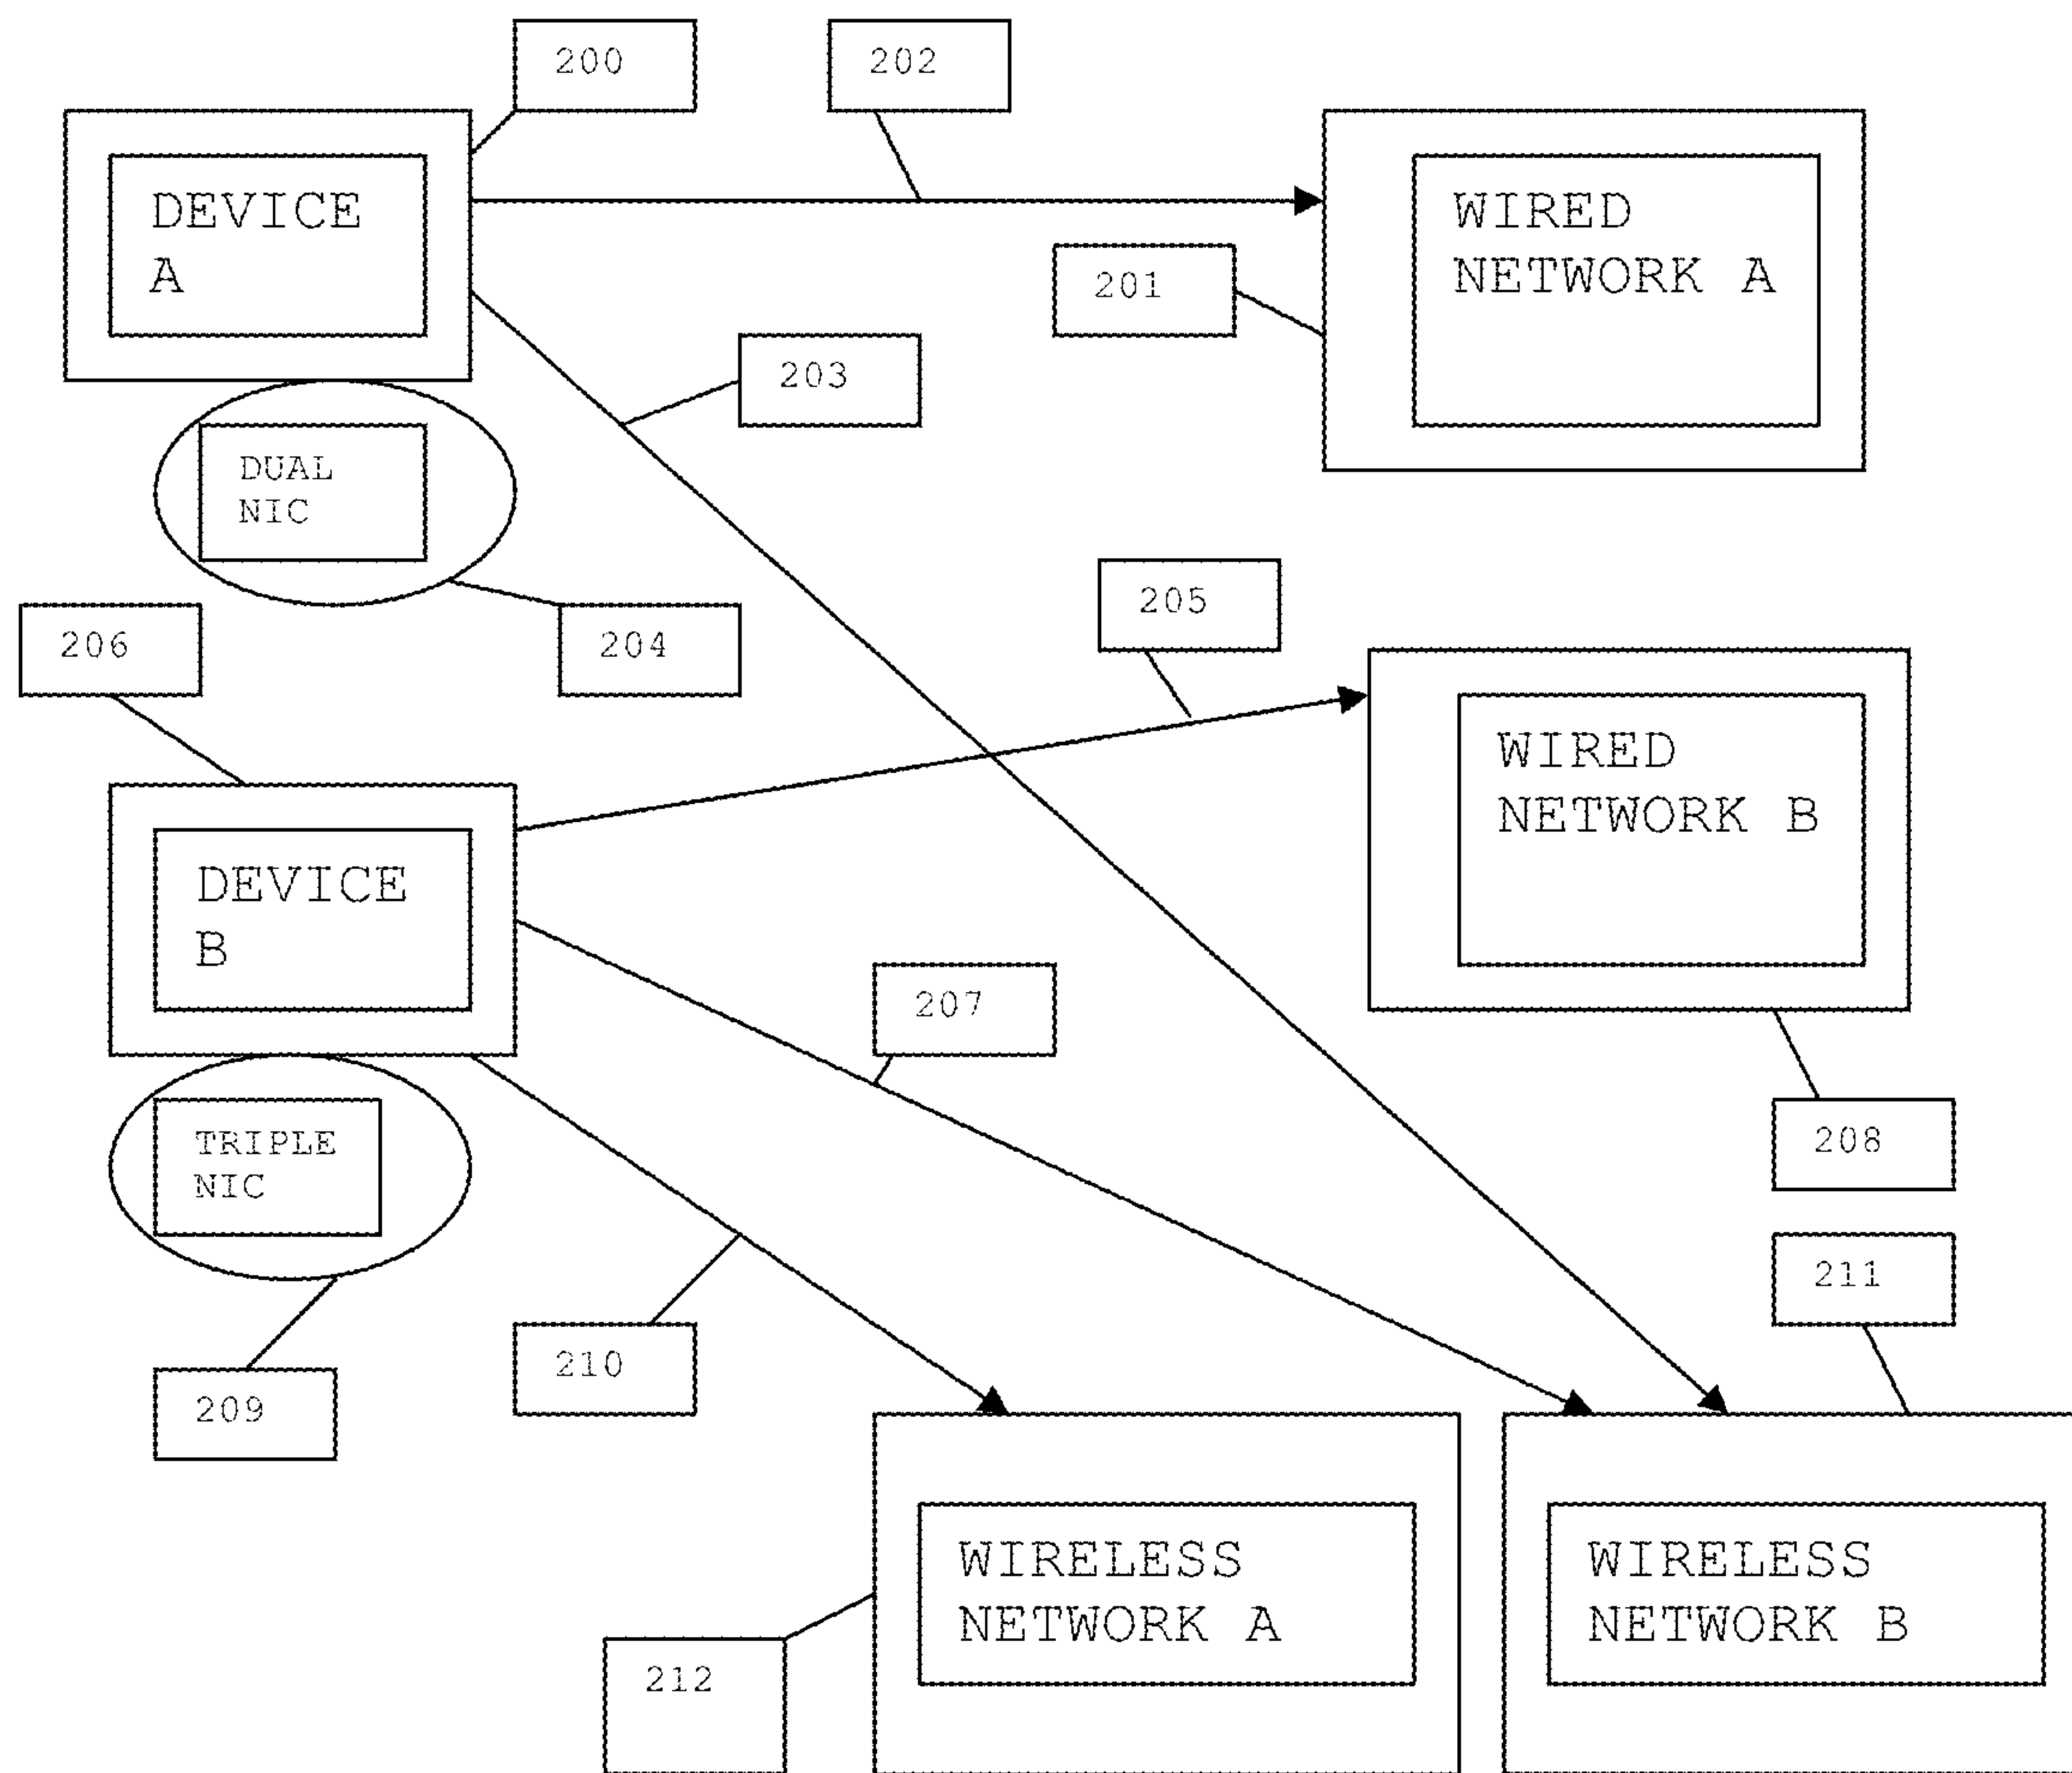 200
202
DEVICE
A
WIRED
NETWORK A
201
203
DUAL
NIC
205
206
204
WIRED
NETWORK B
DEVICE
B
207
TRIPLE
NIC
208
211
210
209
WIRELESS
NETWORK A
WIRELESS
NETWORK B
212